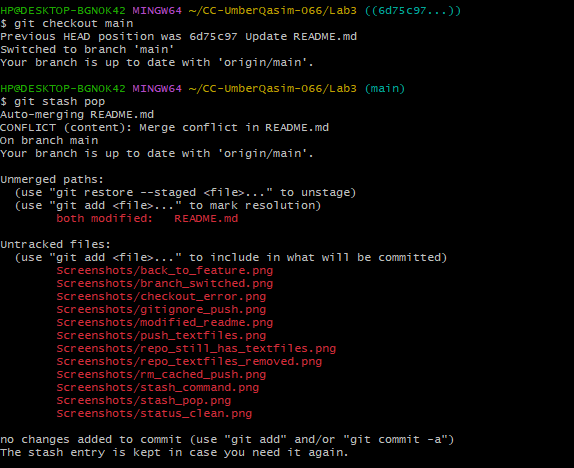 HP@DESKTOP-BGNOK42 MINGW64 ~/CC-UmberQasim-066/Lab3 ((6d75c97...))
$ git checkout main
Previous HEAD position was 6d75c97 Update README.md
Switched to branch 'main'
Your branch is up to date with 'origin/main'.
HP@DESKTOP-BGNOK42 MINGW64 ~/CC-UmberQasim-066/Lab3 (main)
$ git stash pop
Auto-merging README.md
CONFLICT (content): Merge conflict in README.md
On branch main
Your branch is up to date with 'origin/main'.
Unmerged paths:
  (use "git restore --staged <file>..." to unstage)
  (use "git add <file>..." to mark resolution)
        both modified:   README.md
Untracked files:
  (use "git add <file>..." to include in what will be committed)
        Screenshots/back_to_feature.png
        Screenshots/branch_switched.png
        Screenshots/checkout_error.png
        Screenshots/gitignore_push.png
        Screenshots/modified_readme.png
        Screenshots/push_textfiles.png
        Screenshots/repo_still_has_textfiles.png
        Screenshots/repo_textfiles_removed.png
        Screenshots/rm_cached_push.png
        Screenshots/stash_command.png
        Screenshots/stash_pop.png
        Screenshots/status_clean.png
no changes added to commit (use "git add" and/or "git commit -a")
The stash entry is kept in case you need it again.